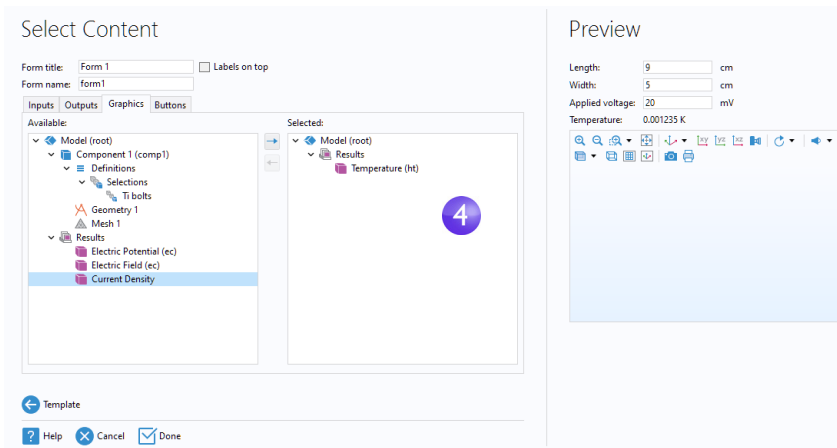 Select Content
Form title: Form 1 Labels on top
Form name: form1
Inputs Outputs Graphics Buttons
Available:
Model (root)
Component 1 (comp1)
Definitions
Selections
Ti bolts
Geometry 1
Mesh 1
Results
Electric Potential (ec)
Electric Field (ec)
Current Density
Selected:
Model (root)
Results
Temperature (ht)
4
Template
Help Cancel Done
Preview
Length: 9 cm
Width: 5 cm
Applied voltage: 20 mV
Temperature: 0.001235 K
xy yz xz